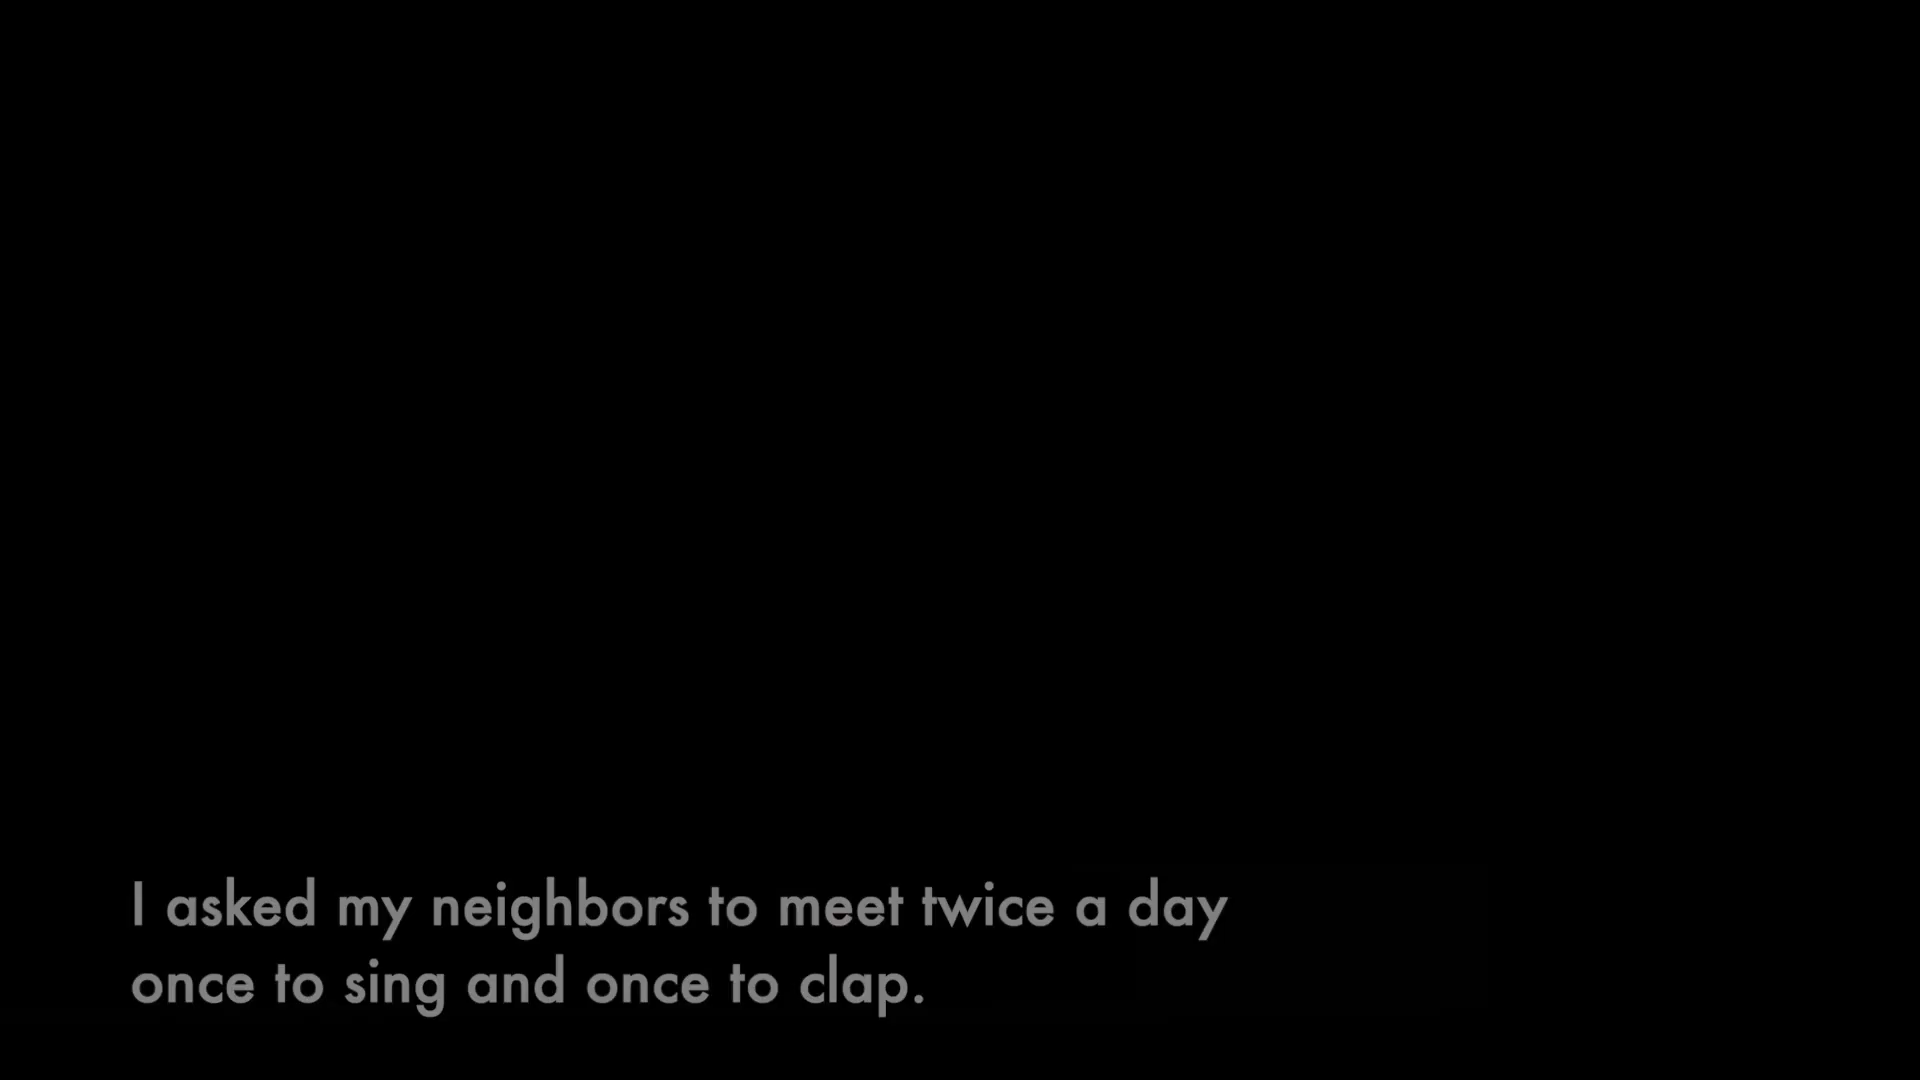 I asked my neighbors to meet twice a day
once to sing and once to clap.